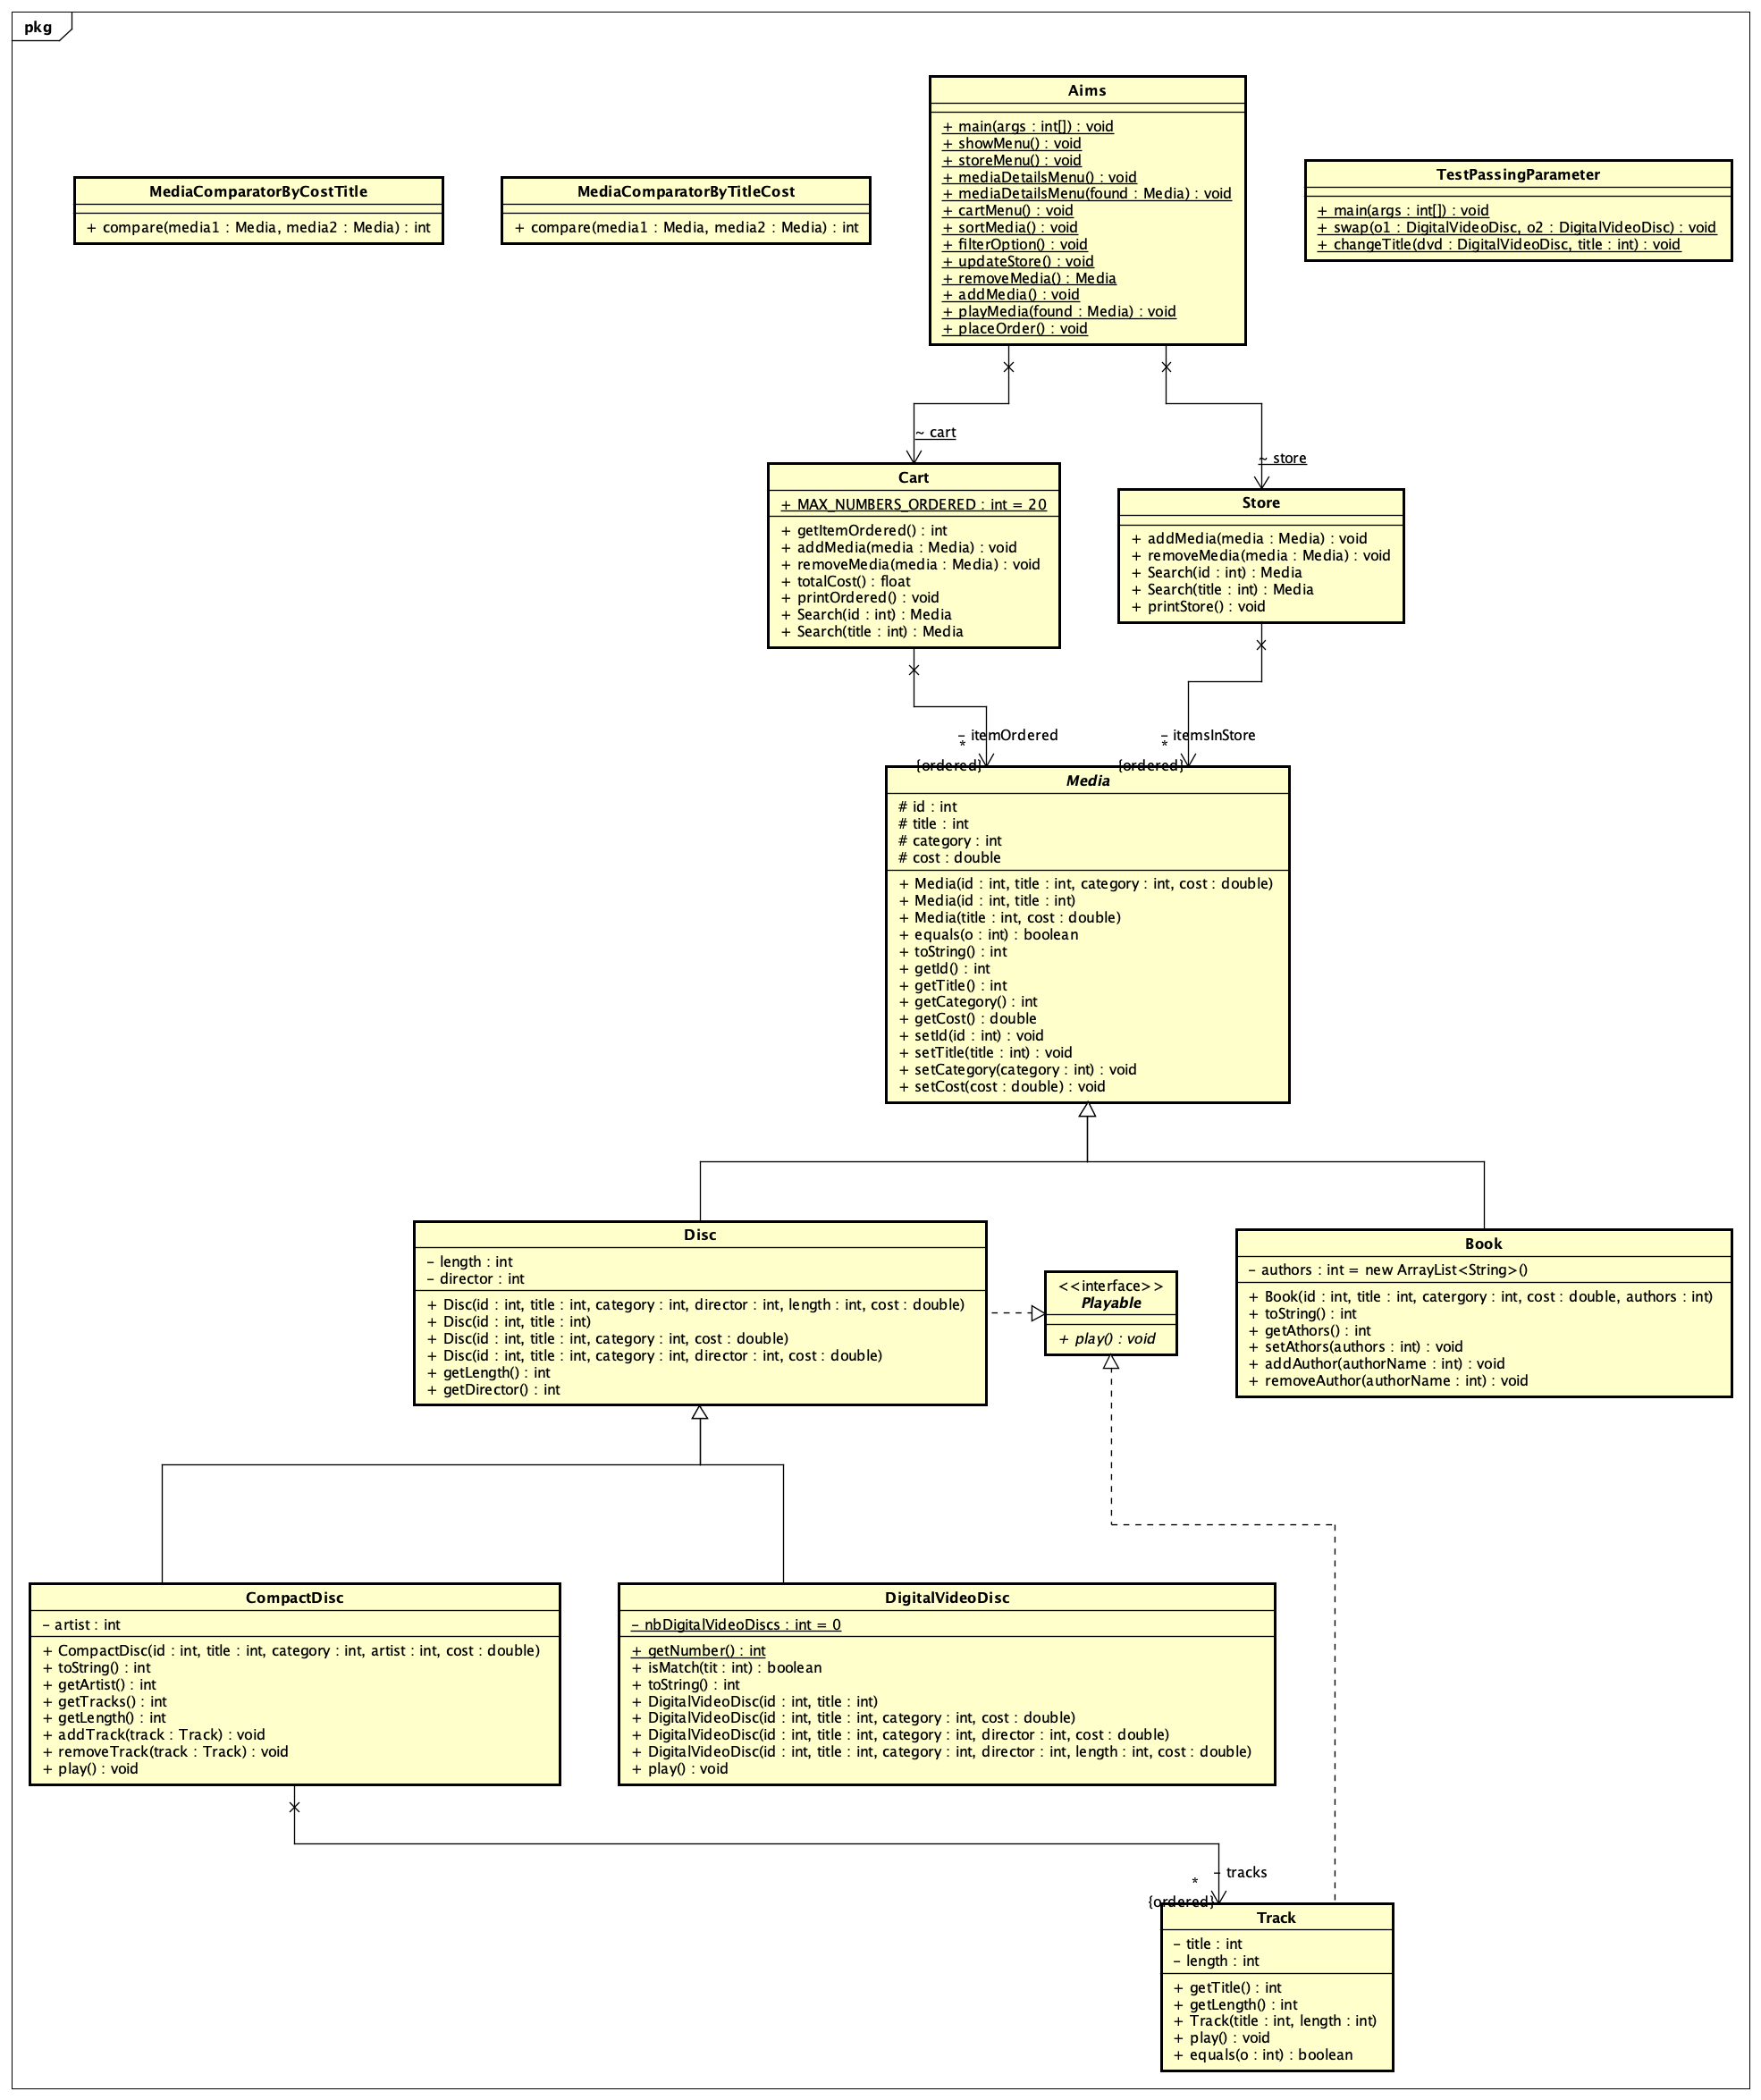 pkg
Aims
+ main(args : int[]) : void
+ showMenu() : void
+ storeMenu() : void
+ mediaDetailsMenu() : void
+ mediaDetailsMenu(found : Media) : void
+ cartMenu() : void
+ sortMedia() : void
+ filterOption() : void
+ updateStore() : void
+ removeMedia() : Media
+ addMedia() : void
+ playMedia(found : Media) : void
+ placeOrder() : void
MediaComparatorByCostTitle
+ compare(media1 : Media, media2 : Media) : int
MediaComparatorByTitleCost
+ compare(media1 : Media, media2 : Media) : int
TestPassingParameter
+ main(args : int[]) : void
+ swap(o1 : DigitalVideoDisc, o2 : DigitalVideoDisc) : void
+ changeTitle(dvd : DigitalVideoDisc, title : int) : void
~ cart
~ store
Cart
+ MAX_NUMBERS_ORDERED : int = 20
+ getItemOrdered() : int
+ addMedia(media : Media) : void
+ removeMedia(media : Media) : void
+ totalCost() : float
+ printOrdered() : void
+ Search(id : int) : Media
+ Search(title : int) : Media
Store
+ addMedia(media : Media) : void
+ removeMedia(media : Media) : void
+ Search(id : int) : Media
+ Search(title : int) : Media
+ printStore() : void
- itemOrdered
*
{ordered}
- itemsInStore
*
{ordered}
Media
# id : int
# title : int
# category : int
# cost : double
+ Media(id : int, title : int, category : int, cost : double)
+ Media(id : int, title : int)
+ Media(title : int, cost : double)
+ equals(o : int) : boolean
+ toString() : int
+ getId() : int
+ getTitle() : int
+ getCategory() : int
+ getCost() : double
+ setId(id : int) : void
+ setTitle(title : int) : void
+ setCategory(category : int) : void
+ setCost(cost : double) : void
Disc
- length : int
- director : int
+ Disc(id : int, title : int, category : int, director : int, length : int, cost : double)
+ Disc(id : int, title : int)
+ Disc(id : int, title : int, category : int, cost : double)
+ Disc(id : int, title : int, category : int, director : int, cost : double)
+ getLength() : int
+ getDirector() : int
<<interface>>
Playable
+ play() : void
Book
- authors : int = new ArrayList<String>()
+ Book(id : int, title : int, catergory : int, cost : double, authors : int)
+ toString() : int
+ getAthors() : int
+ setAthors(authors : int) : void
+ addAuthor(authorName : int) : void
+ removeAuthor(authorName : int) : void
CompactDisc
- artist : int
+ CompactDisc(id : int, title : int, category : int, artist : int, cost : double)
+ toString() : int
+ getArtist() : int
+ getTracks() : int
+ getLength() : int
+ addTrack(track : Track) : void
+ removeTrack(track : Track) : void
+ play() : void
DigitalVideoDisc
- nbDigitalVideoDiscs : int = 0
+ getNumber() : int
+ isMatch(tit : int) : boolean
+ toString() : int
+ DigitalVideoDisc(id : int, title : int)
+ DigitalVideoDisc(id : int, title : int, category : int, cost : double)
+ DigitalVideoDisc(id : int, title : int, category : int, director : int, cost : double)
+ DigitalVideoDisc(id : int, title : int, category : int, director : int, length : int, cost : double)
+ play() : void
- tracks
*
{ordered}
Track
- title : int
- length : int
+ getTitle() : int
+ getLength() : int
+ Track(title : int, length : int)
+ play() : void
+ equals(o : int) : boolean